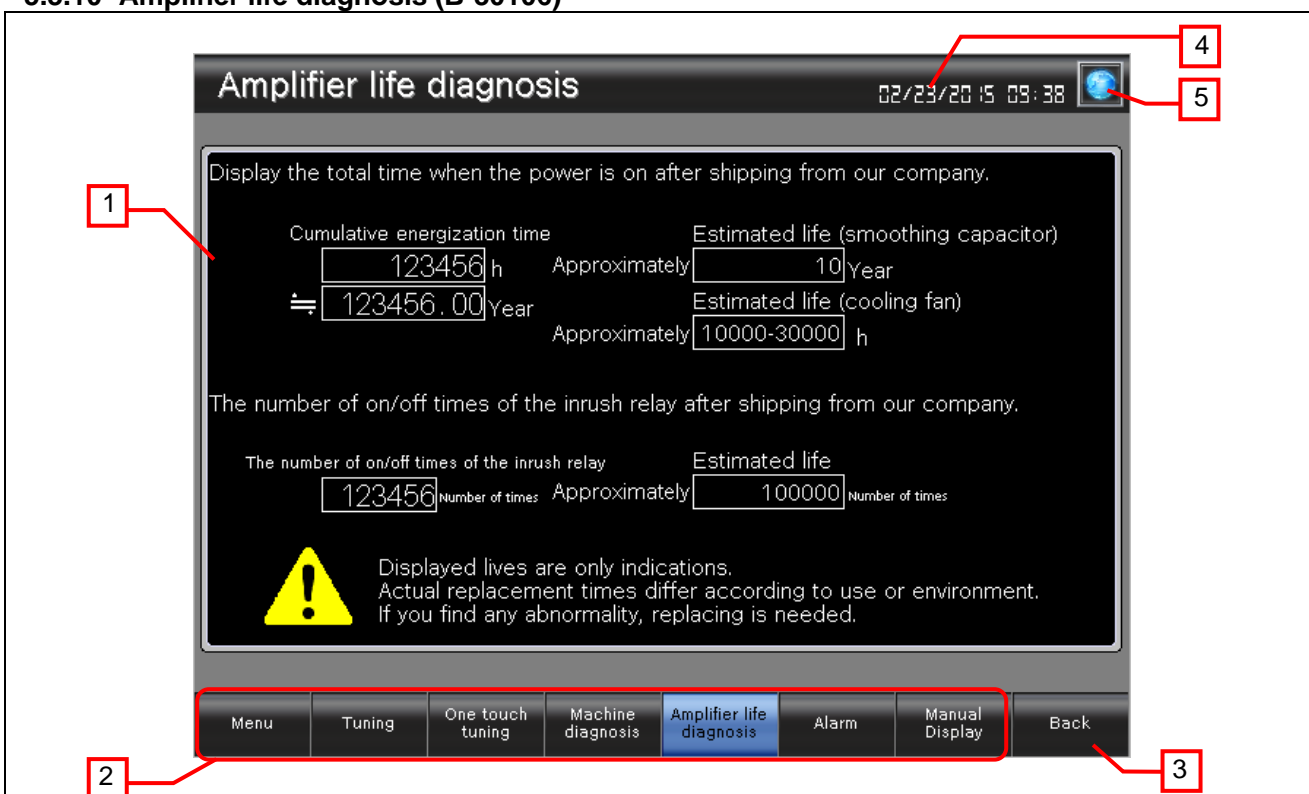 Amplifier life diagnosis
02/23/2015 09:38
4
5
1
Display the total time when the power is on after shipping from our company.
Cumulative energization time
Estimated life (smoothing capacitor)
123456 h
Approximately 10 Year
≒ 123456.00 Year
Estimated life (cooling fan)
Approximately 10000-30000 h
The number of on/off times of the inrush relay after shipping from our company.
The number of on/off times of the inrush relay
Estimated life
123456 Number of times
Approximately 100000 Number of times
Displayed lives are only indications.
Actual replacement times differ according to use or environment.
If you find any abnormality, replacing is needed.
Menu
Tuning
One touch
tuning
Machine
diagnosis
Amplifier life
diagnosis
Alarm
Manual
Display
Back
2
3